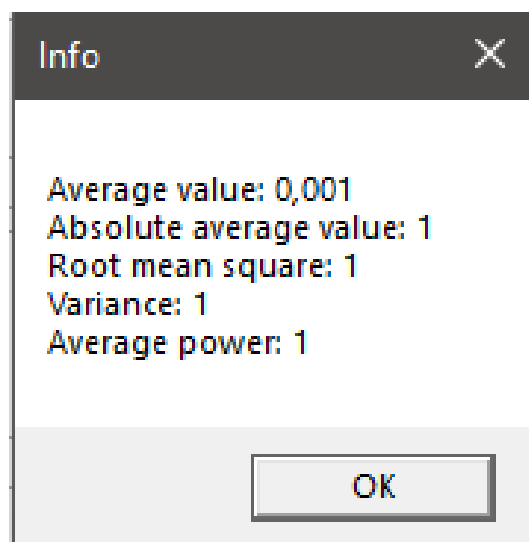 Info
Average value: 0,001
Absolute average value: 1
Root mean square: 1
Variance: 1
Average power: 1
OK